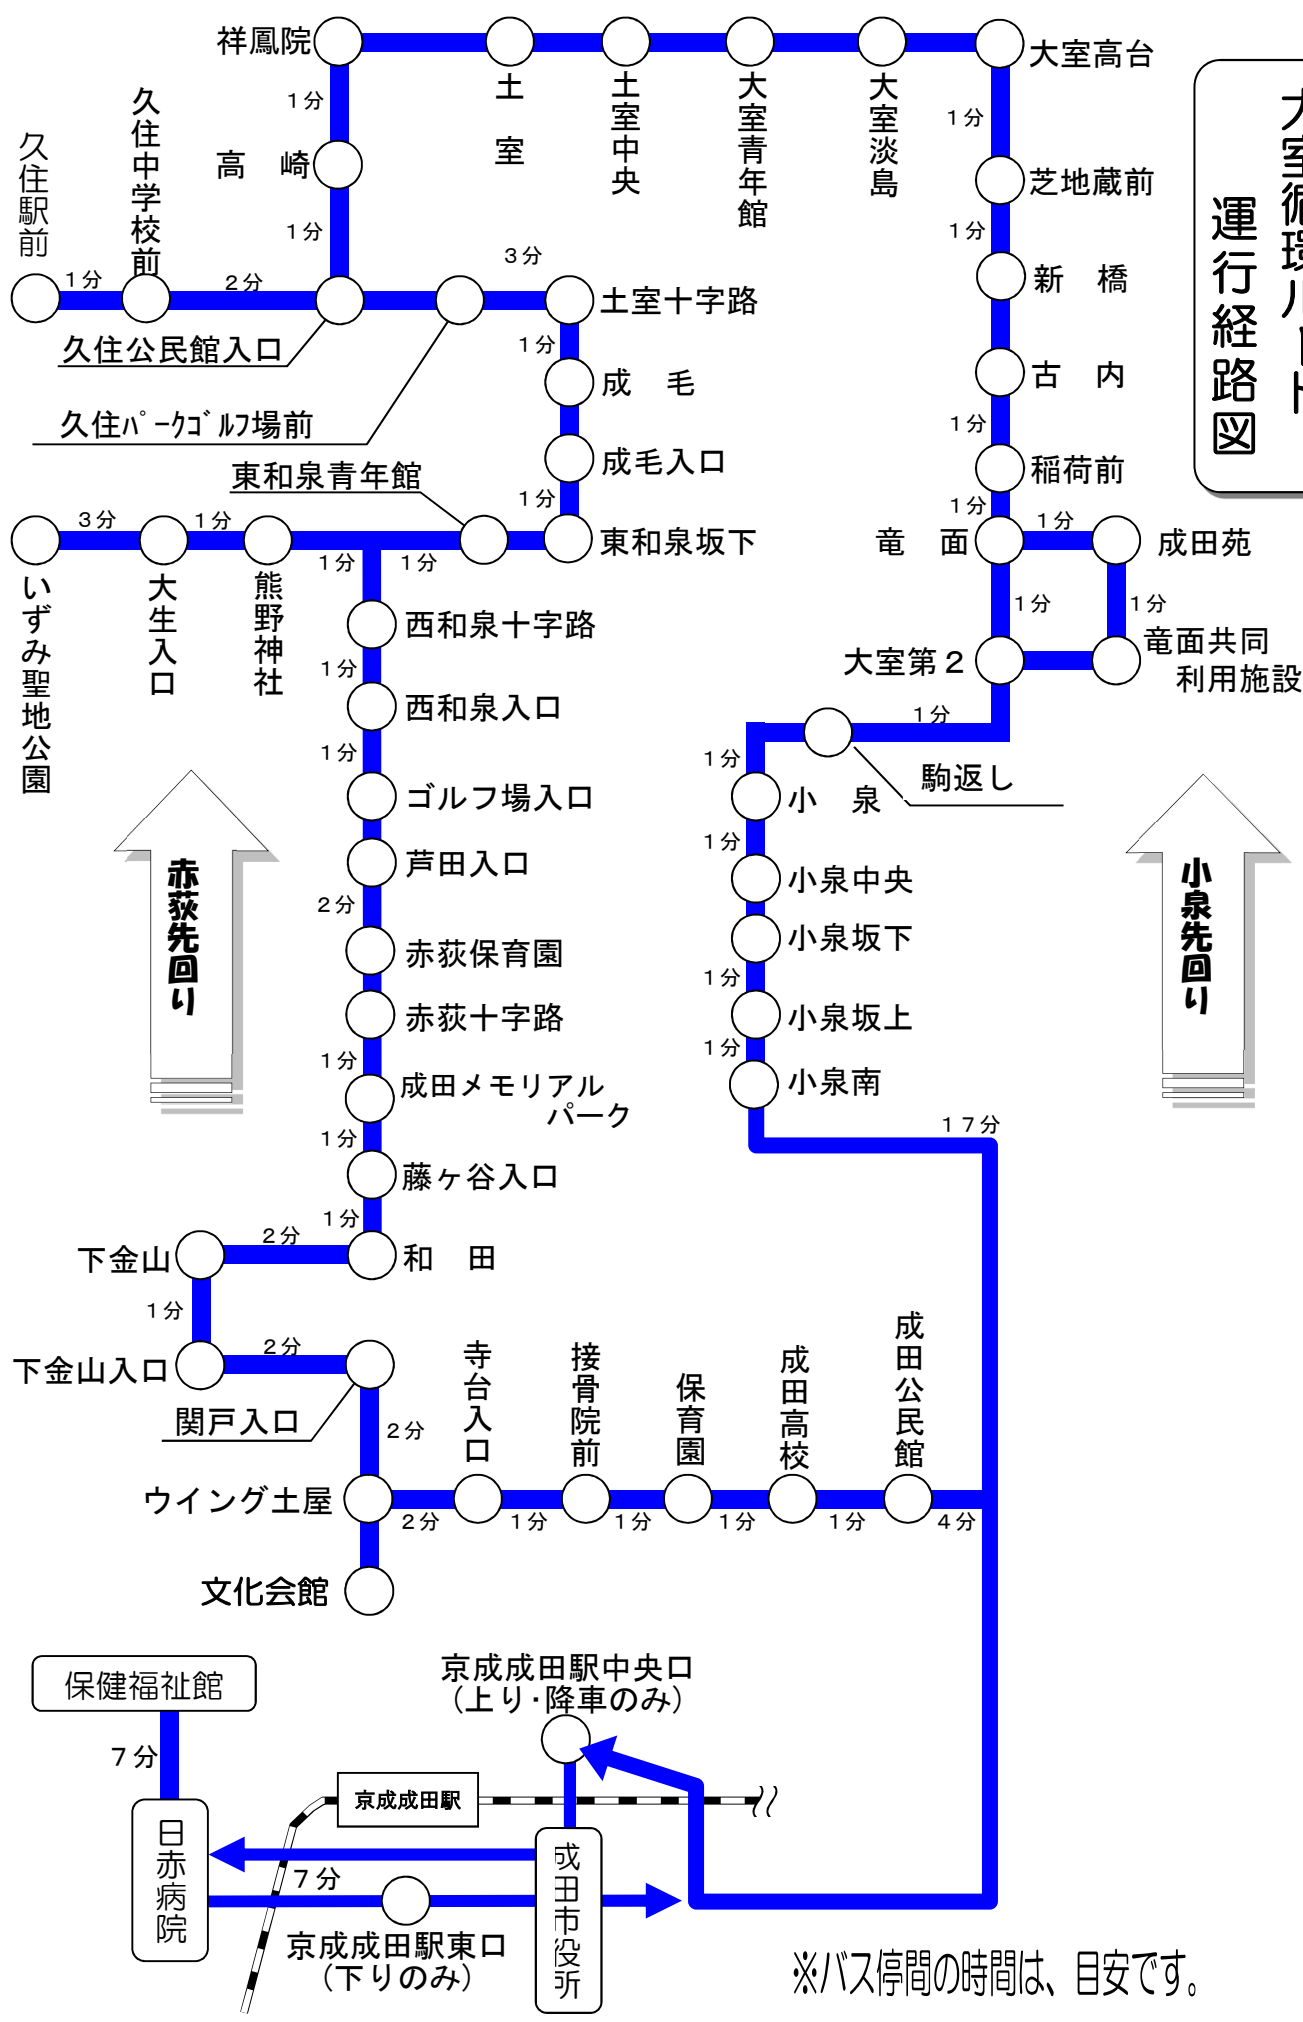 大室循環ルート
運行経路図
祥鳳院
土 室
土室中央
大室青年館
大室淡島
大室高台
1分
高 崎
1分
久住駅前
久住中学校前
1分
2分
久住公民館入口
3分
土室十字路
久住パークゴルフ場前
1分
成 毛
成毛入口
1分
東和泉青年館
東和泉坂下
3分
1分
1分
1分
いずみ聖地公園
大生入口
熊野神社
西和泉十字路
1分
西和泉入口
1分
ゴルフ場入口
芦田入口
2分
赤荻保育園
赤荻十字路
1分
成田メモリアル
パーク
1分
藤ヶ谷入口
1分
和 田
2分
下金山
1分
下金山入口
2分
関戸入口
2分
ウイング土屋
文化会館
2分
寺台入口
1分
接骨院前
1分
保育園
1分
成田高校
1分
成田公民館
4分
1分
芝地蔵前
1分
新 橋
古 内
1分
稲荷前
1分
竜 面
1分
成田苑
1分
1分
竜面共同
利用施設
大室第2
1分
駒返し
1分
小 泉
1分
小泉中央
小泉坂下
1分
小泉坂上
1分
小泉南
17分
赤荻先回り
小泉先回り
保健福祉館
7分
日赤病院
京成成田駅中央口
(上り・降車のみ)
京成成田駅
7分
成田市役所
京成成田駅東口
(下りのみ)
※バス停間の時間は、目安です。